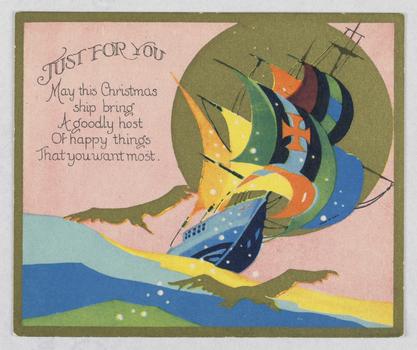 JUST FOR YOU
May this Christmas
ship bring
A goodly host
Of happy things
That you want most.